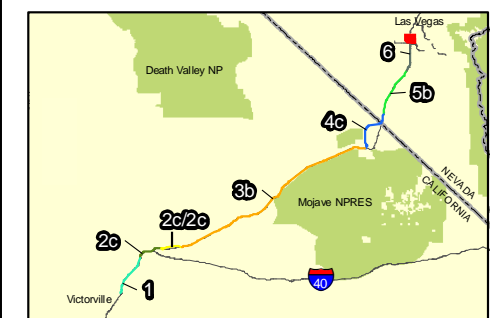 Las Vegas
6
Death Valley NP
5b
4c
NEVADA
CALIFORNIA
3b
Mojave NPRES
2c/2c
2c
40
1
Victorville